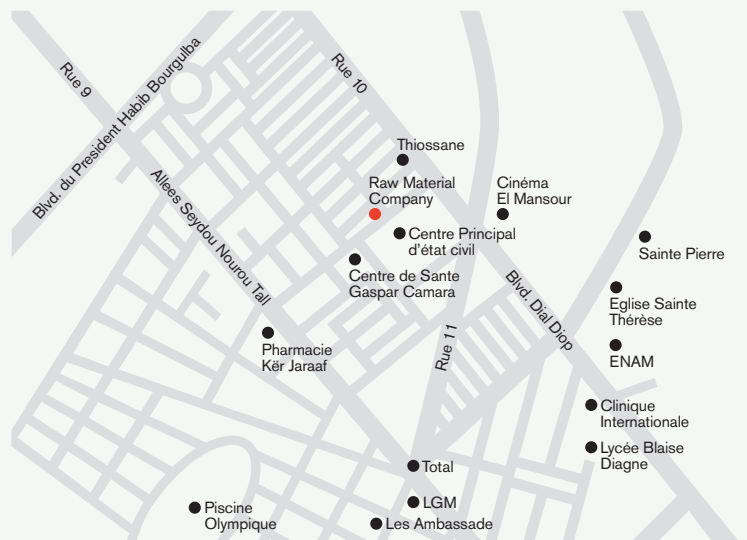 Rue 9
Blvd. du President Habib Bourgulba
Rue 10
Allees Seydou Nourou Tall
Thiossane
Raw Material
Company
Cinéma
El Mansour
Centre Principal
d'état civil
Sainte Pierre
Centre de Sante
Gaspar Camara
Blvd. Dial Diop
Eglise Sainte
Thérèse
Rue 11
Pharmacie
Kër Jaraaf
ENAM
Clinique
Internationale
Lycée Blaise
Diagne
Total
LGM
Piscine
Olympique
Les Ambassade